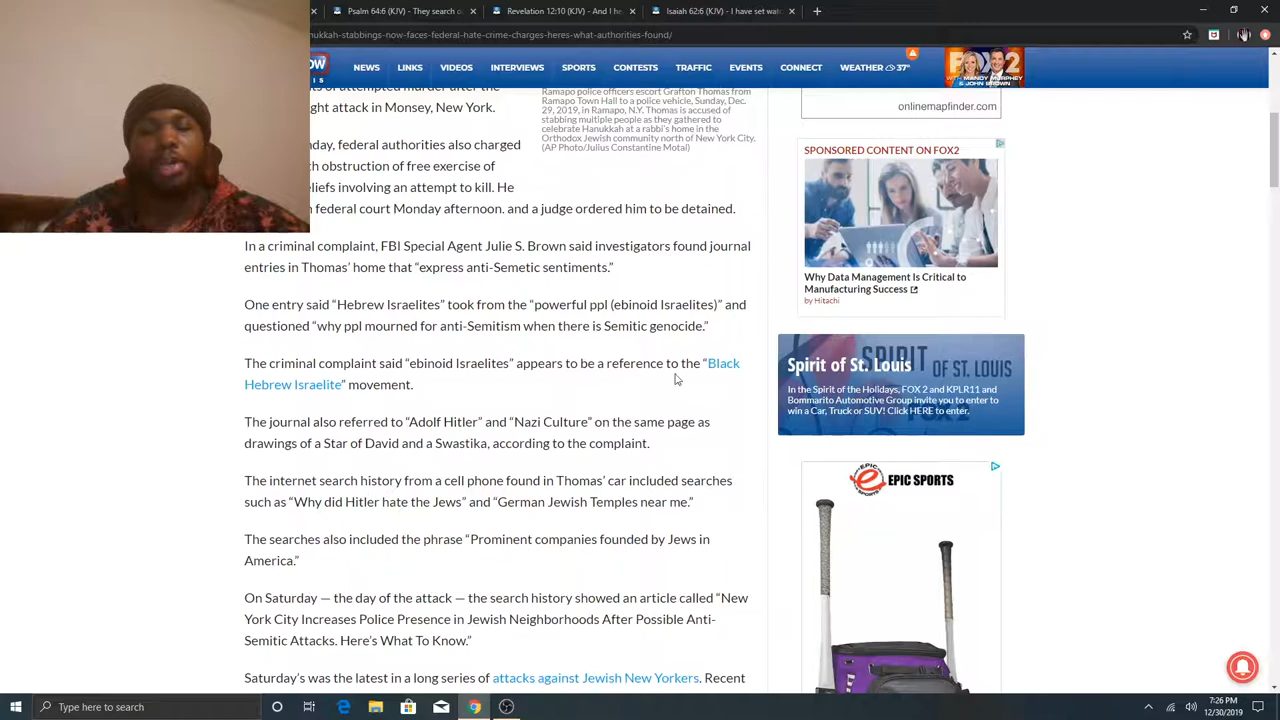 Psalm 64:6 (KJV) - They search o
Revelation 12:10 (KJV) - And I he
Isaiah 62:6 (KJV) - I have set wat
nukkah-stabbings-now-faces-federal-hate-crime-charges-heres-what-authorities-found/
NEWS LINKS VIDEOS INTERVIEWS SPORTS CONTESTS TRAFFIC EVENTS CONNECT WEATHER 37°
FOX 2
ght attack in Monsey, New York.
nday, federal authorities also charged
th obstruction of free exercise of
liefs involving an attempt to kill. He
n federal court Monday afternoon. and a judge ordered him to be detained.
Ramapo police officers escort Grafton Thomas from
Ramapo Town Hall to a police vehicle, Sunday, Dec.
29, 2019, in Ramapo, N.Y. Thomas is accused of
stabbing multiple people as they gathered to
celebrate Hanukkah at a rabbi's home in the
Orthodox Jewish community north of New York City.
(AP Photo/Julius Constantine Motal)
In a criminal complaint, FBI Special Agent Julie S. Brown said investigators found journal
entries in Thomas' home that "express anti-Semetic sentiments."
One entry said "Hebrew Israelites" took from the "powerful ppl (ebinoid Israelites)" and
questioned "why ppl mourned for anti-Semitism when there is Semitic genocide."
The criminal complaint said "ebinoid Israelites" appears to be a reference to the "Black
Hebrew Israelite" movement.
The journal also referred to "Adolf Hitler" and "Nazi Culture" on the same page as
drawings of a Star of David and a Swastika, according to the complaint.
The internet search history from a cell phone found in Thomas' car included searches
such as "Why did Hitler hate the Jews" and "German Jewish Temples near me."
The searches also included the phrase "Prominent companies founded by Jews in
America."
On Saturday — the day of the attack — the search history showed an article called "New
York City Increases Police Presence in Jewish Neighborhoods After Possible Anti-
Semitic Attacks. Here's What To Know."
Saturday's was the latest in a long series of attacks against Jewish New Yorkers. Recent
onlinemapfinder.com
SPONSORED CONTENT ON FOX2
Why Data Management Is Critical to
Manufacturing Success
by Hitachi
Spirit of St. Louis
In the Spirit of the Holidays, FOX 2 and KPLR11 and
Bommarito Automotive Group invite you to enter to
win a Car, Truck or SUV! Click HERE to enter.
EPIC SPORTS
Type here to search
7:26 PM
12/30/2019